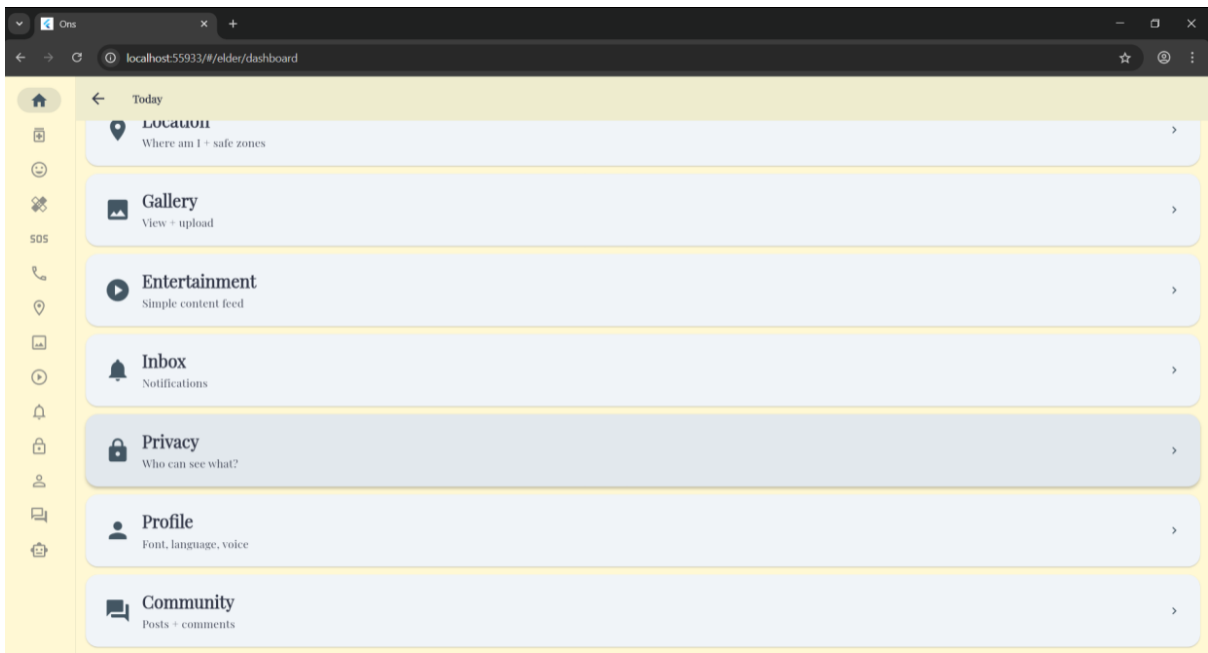 Ons
localhost:55933/#/elder/dashboard
Today
Location
Where am I + safe zones
Gallery
View + upload
SOS
Entertainment
Simple content feed
Inbox
Notifications
Privacy
Who can see what?
Profile
Font, language, voice
Community
Posts + comments